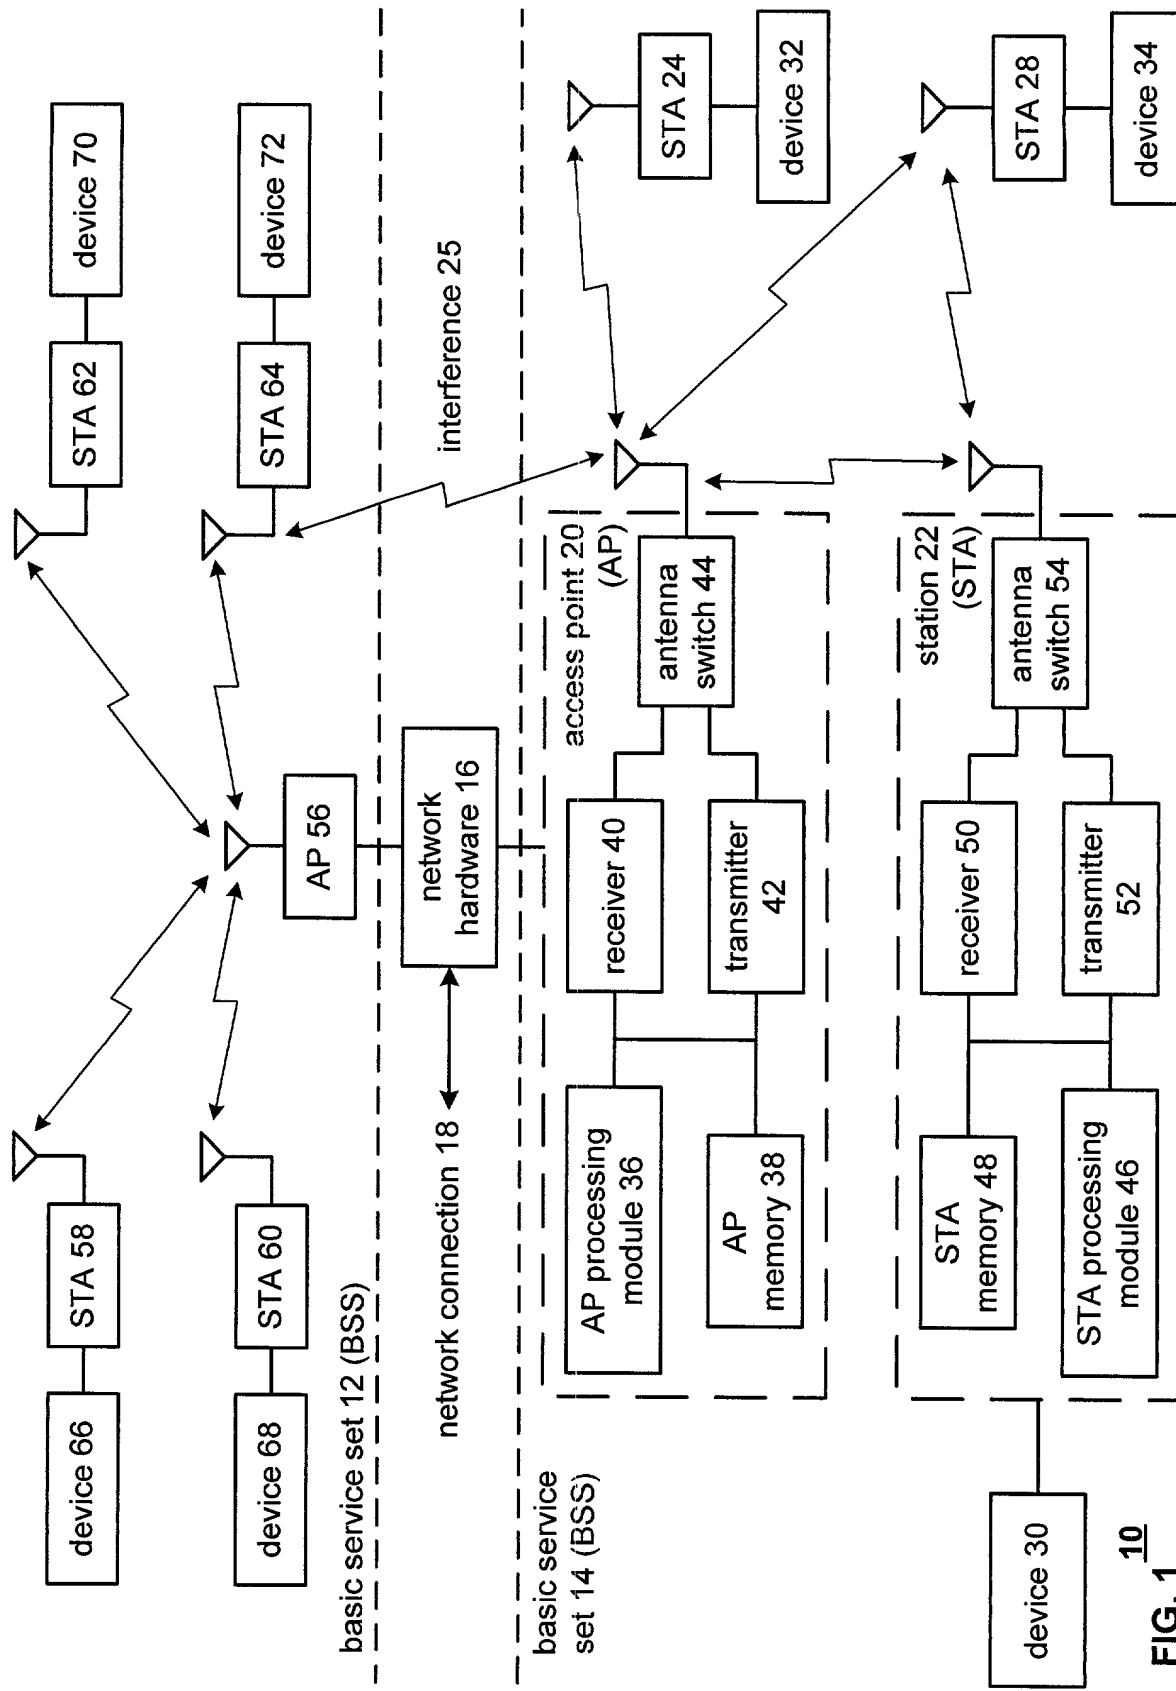 device 66
STA 58
STA 62
device 70
device 68
STA 60
STA 64
device 72
AP 56
basic service set 12 (BSS)
network connection 18
network
hardware 16
interference 25
basic service
set 14 (BSS)
access point 20
(AP)
AP processing
module 36
receiver 40
AP
memory 38
transmitter
42
antenna
switch 44
STA 24
device 32
station 22
(STA)
STA
memory 48
receiver 50
STA processing
module 46
transmitter
52
antenna
switch 54
STA 28
device 34
device 30
10
FIG. 1